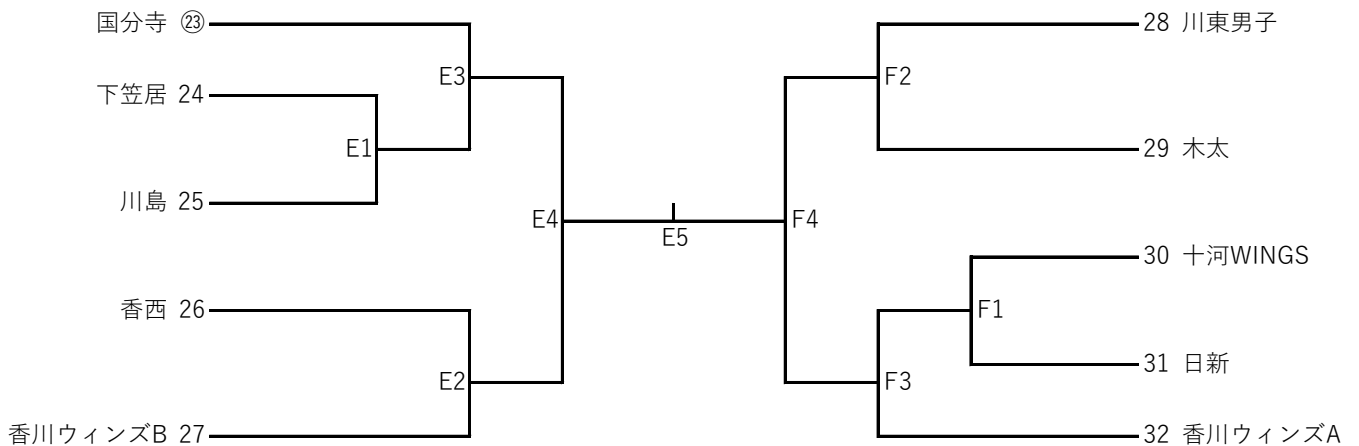 国分寺 ㉓
28 川東男子
E3
F2
下笠居 24
E1
29 木太
川島 25
E4
F4
E5
30 十河WINGS
香西 26
F1
31 日新
E2
F3
香川ウィンズB 27
32 香川ウィンズA